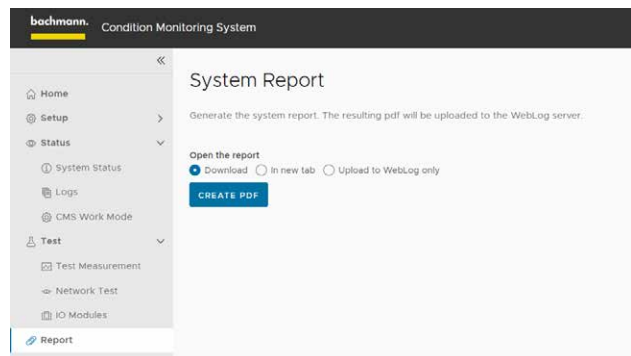 bachmann.
Condition Monitoring System
«
Home
Setup
Status
System Status
Logs
CMS Work Mode
Test
Test Measurement
Network Test
IO Modules
Report
System Report
Generate the system report. The resulting pdf will be uploaded to the WebLog server.
Open the report
Download In new tab Upload to WebLog only
CREATE PDF